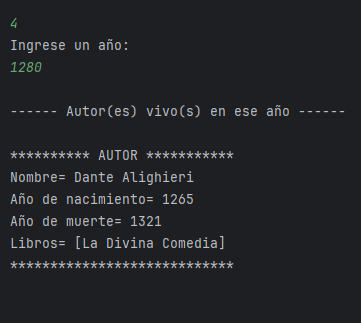 4
Ingrese un año:
1280
------ Autor(es) vivo(s) en ese año ------
********** AUTOR ***********
Nombre= Dante Alighieri
Año de nacimiento= 1265
Año de muerte= 1321
Libros= [La Divina Comedia]
****************************